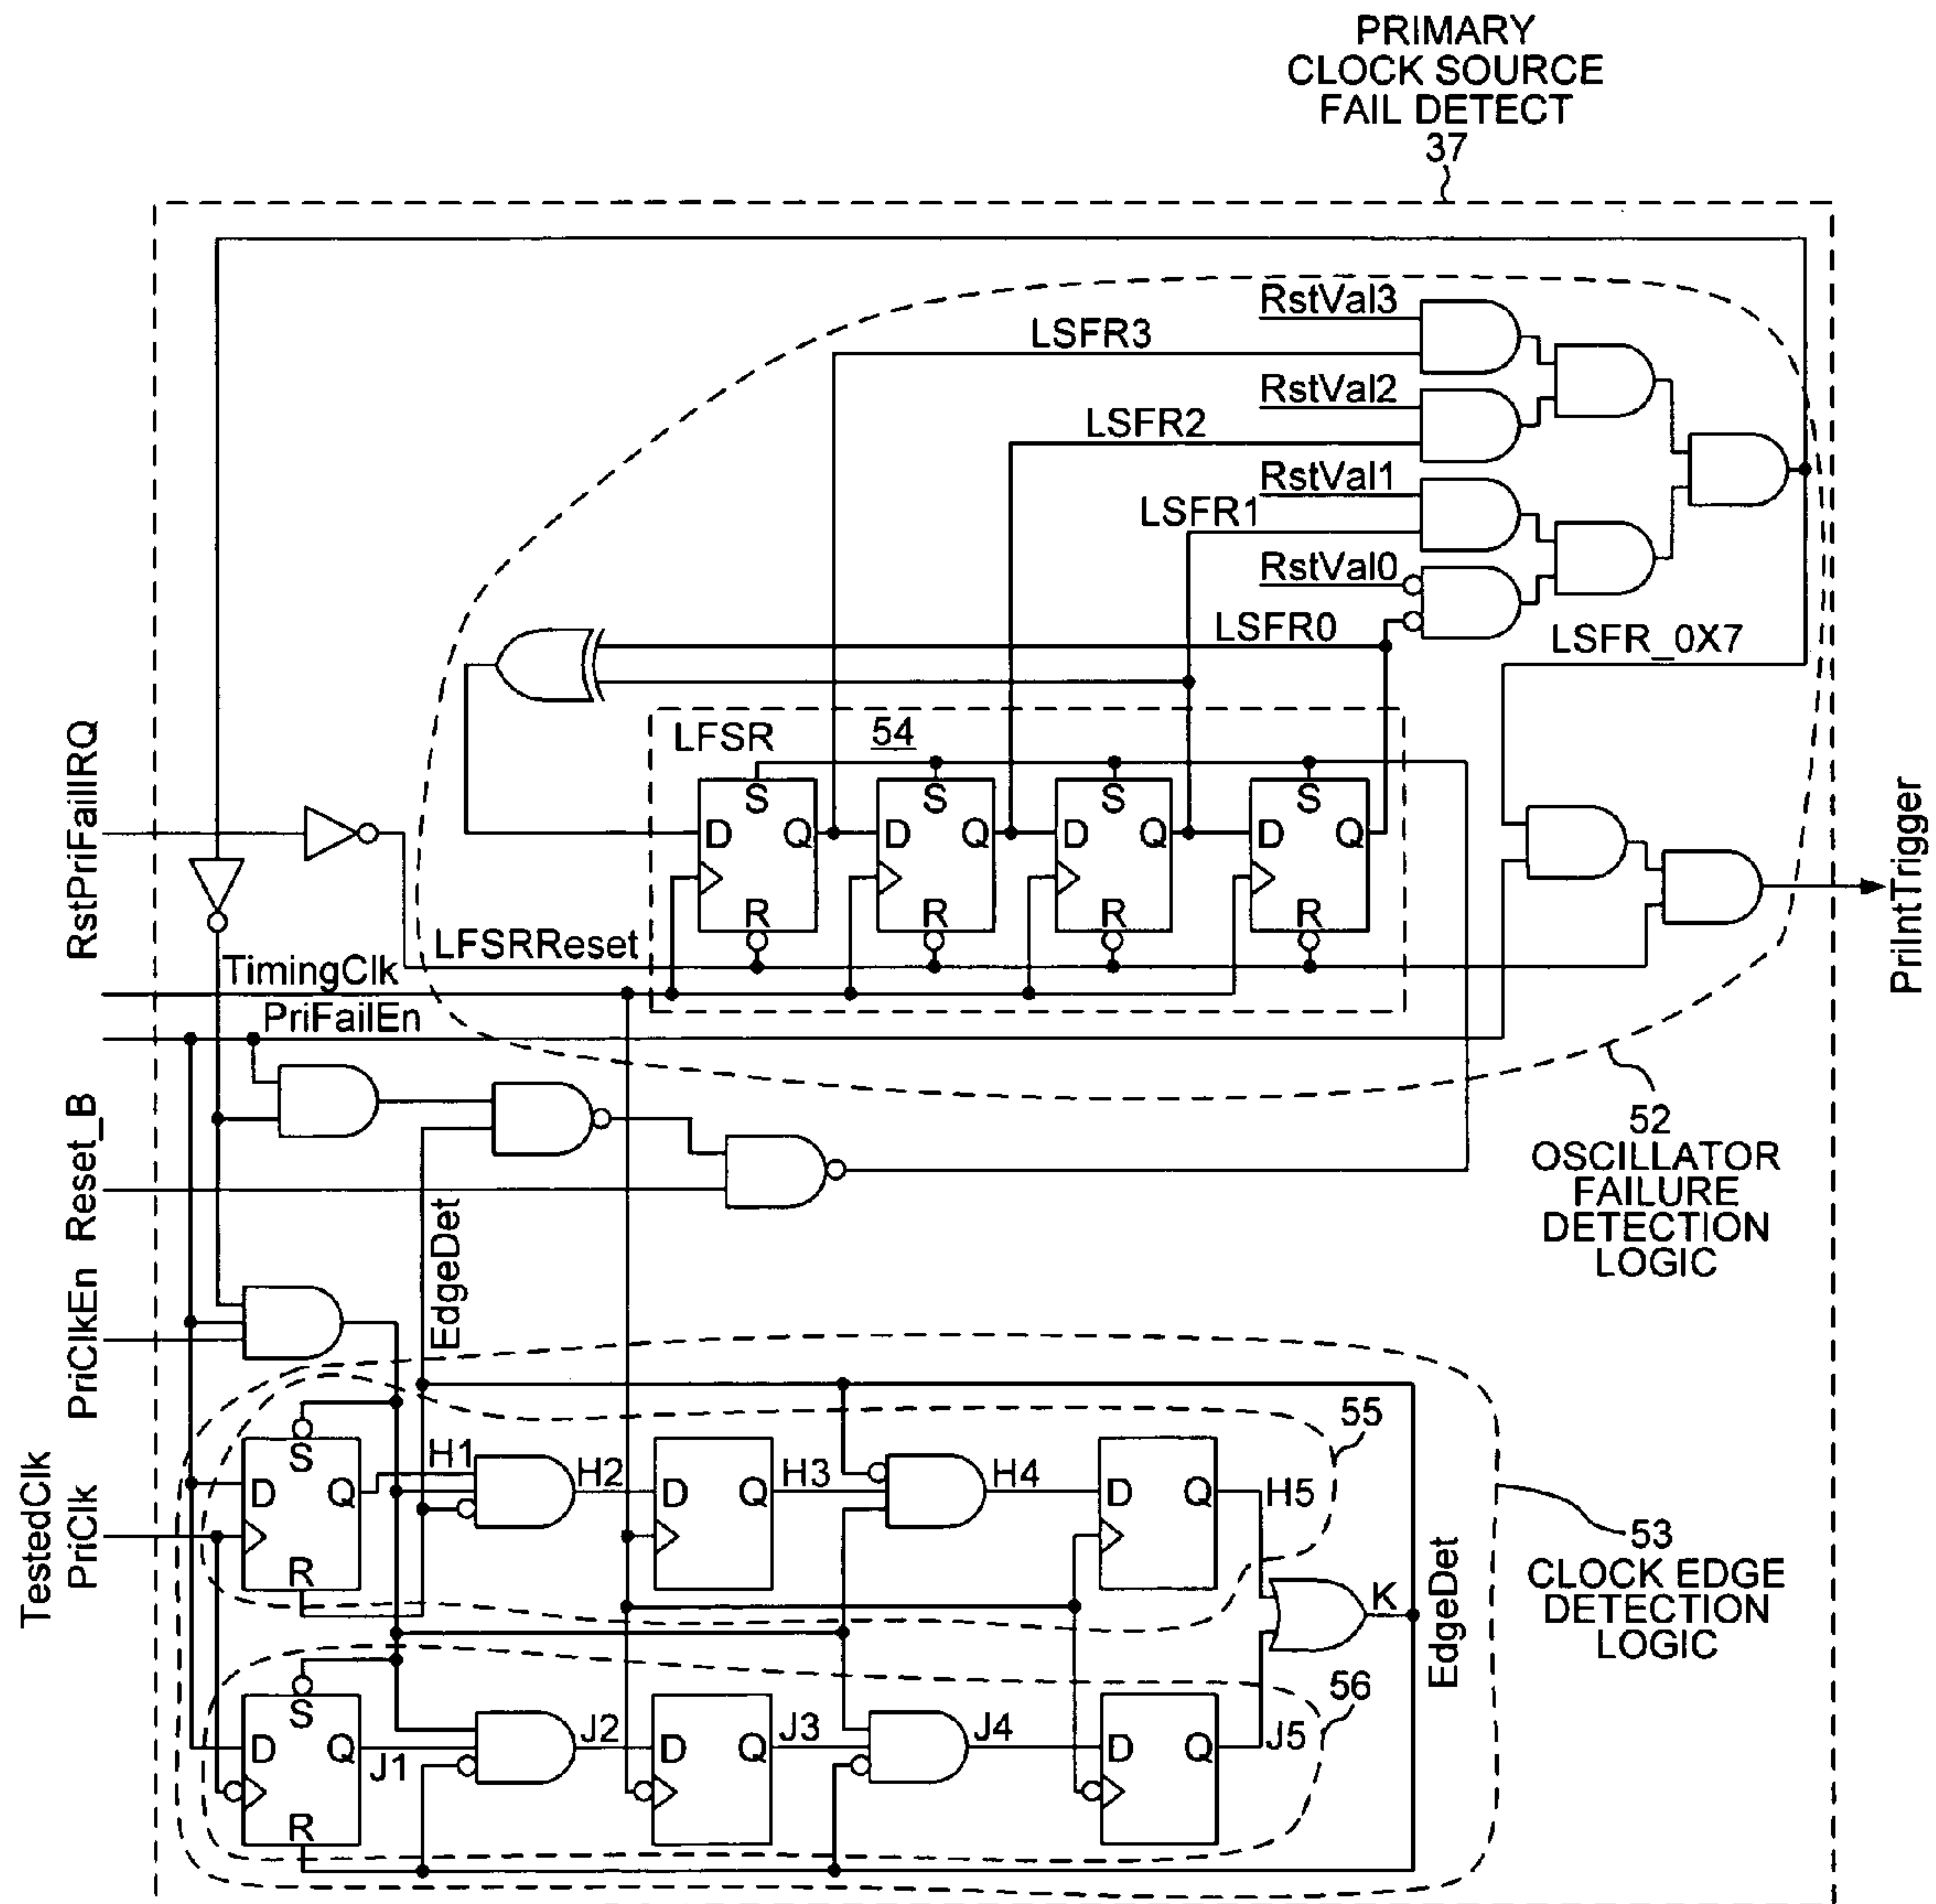 PRIMARY
CLOCK SOURCE
FAIL DETECT
37
RstVal3
LSFR3
RstVal2
LSFR2
RstVal1
LSFR1
RstVal0
LSFR0
LSFR_0X7
LFSR
54
S
S
S
S
D
Q
D
Q
D
Q
D
Q
R
R
R
R
RstPriFailIRQ
LFSRReset
TimingClk
PriFailEn
PriIntTrigger
52
OSCILLATOR
FAILURE
DETECTION
LOGIC
Reset_B
EdgeDet
PriClkEn
TestedClk
PriClk
55
S
D
Q
R
H1
H2
D
Q
H3
H4
D
Q
H5
53
CLOCK EDGE
DETECTION
LOGIC
K
EdgeDet
56
S
D
Q
R
J1
J2
D
Q
J3
J4
D
Q
J5